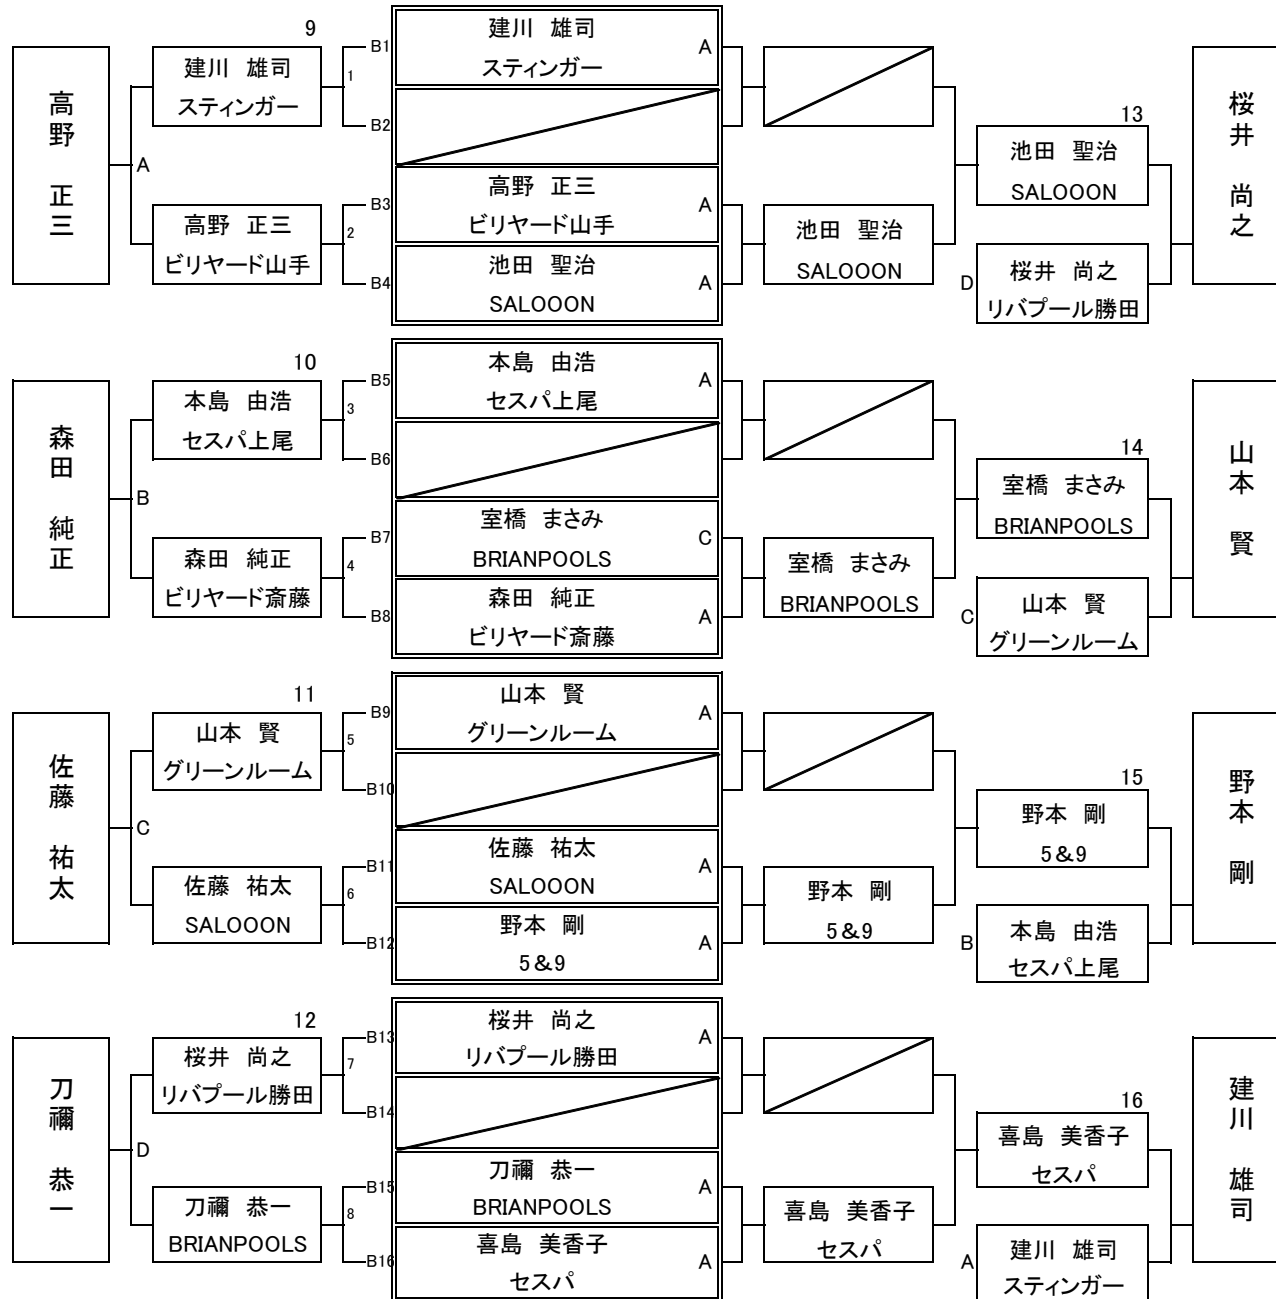 9
高野 正三
A
建川 雄司
スティンガー
高野 正三
ビリヤード山手
1
2
B1
B2
B3
B4
建川 雄司
スティンガー
A
高野 正三
ビリヤード山手
A
池田 聖治
SALOOON
A
池田 聖治
SALOOON
13
池田 聖治
SALOOON
D
桜井 尚之
リバプール勝田
桜井 尚之
10
森田 純正
B
本島 由浩
セスパ上尾
森田 純正
ビリヤード斎藤
3
4
B5
B6
B7
B8
本島 由浩
セスパ上尾
A
室橋 まさみ
BRIANPOOLS
C
森田 純正
ビリヤード斎藤
A
室橋 まさみ
BRIANPOOLS
14
室橋 まさみ
BRIANPOOLS
C
山本 賢
グリーンルーム
山本 賢
11
佐藤 祐太
C
山本 賢
グリーンルーム
佐藤 祐太
SALOOON
5
6
B9
B10
B11
B12
山本 賢
グリーンルーム
A
佐藤 祐太
SALOOON
A
野本 剛
5&9
A
野本 剛
5&9
15
野本 剛
5&9
B
本島 由浩
セスパ上尾
野本 剛
12
刀禰 恭一
D
桜井 尚之
リバプール勝田
刀禰 恭一
BRIANPOOLS
7
8
B13
B14
B15
B16
桜井 尚之
リバプール勝田
A
刀禰 恭一
BRIANPOOLS
A
喜島 美香子
セスパ
A
喜島 美香子
セスパ
16
喜島 美香子
セスパ
A
建川 雄司
スティンガー
建川 雄司